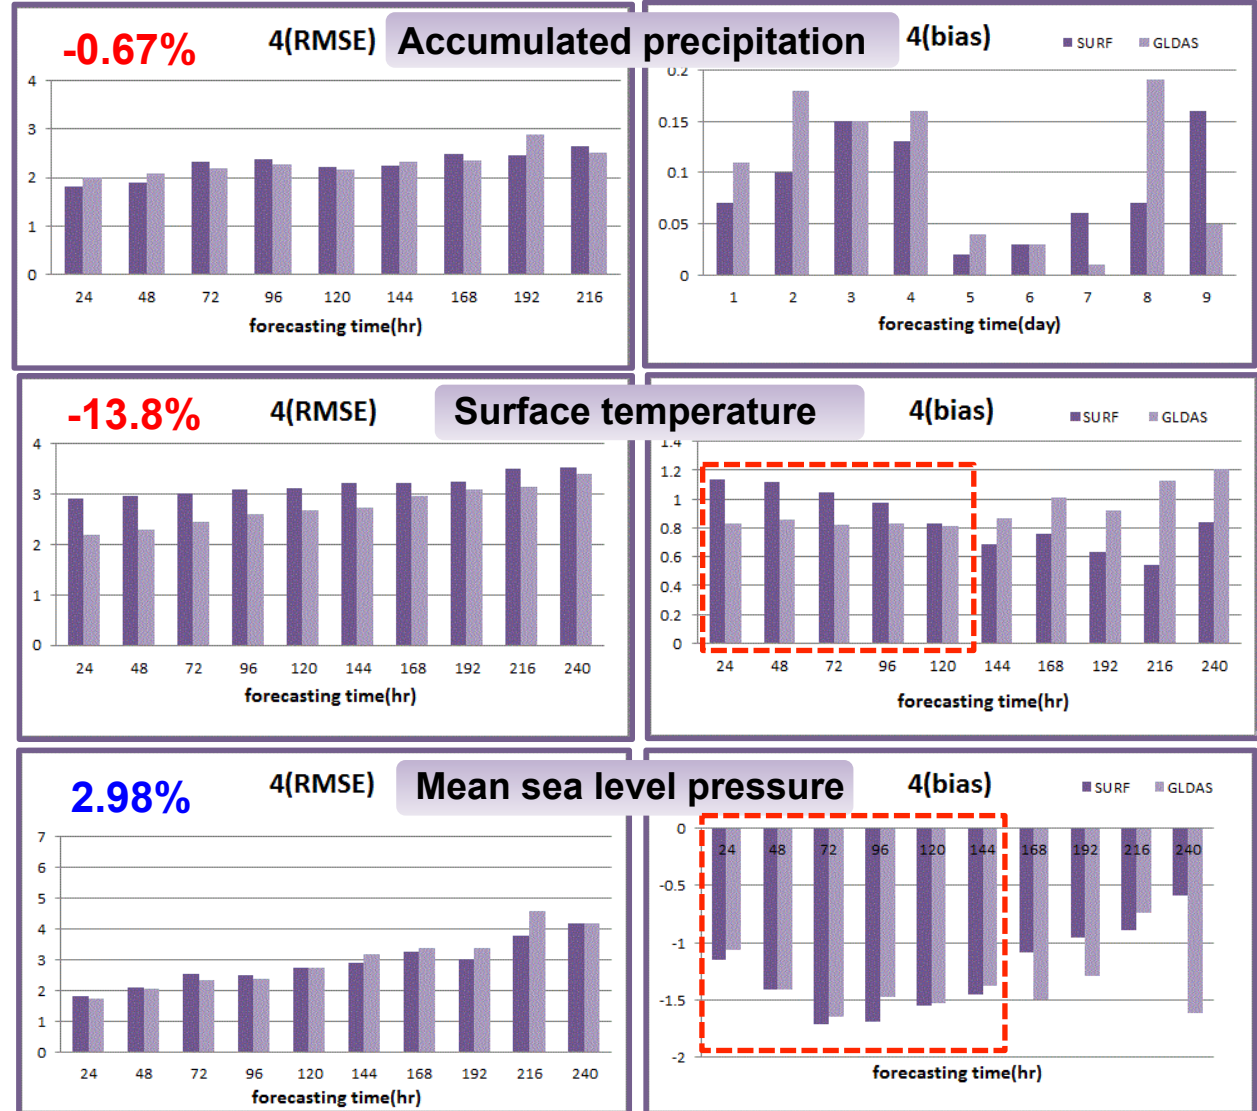 -0.67%
4(RMSE)
Accumulated precipitation
4(bias)
SURF GLDAS
4
3
2
1
0
24 48 72 96 120 144 168 192 216
forecasting time(hr)
0.2
0.15
0.1
0.05
0
1 2 3 4 5 6 7 8 9
forecasting time(day)
-13.8%
4(RMSE)
Surface temperature
4(bias)
SURF GLDAS
4
3
2
1
0
24 48 72 96 120 144 168 192 216 240
forecasting time(hr)
1.4
1.2
1
0.8
0.6
0.4
0.2
0
24 48 72 96 120 144 168 192 216 240
forecasting time(hr)
2.98%
4(RMSE)
Mean sea level pressure
4(bias)
SURF GLDAS
7
6
5
4
3
2
1
0
24 48 72 96 120 144 168 192 216 240
forecasting time(hr)
0
24 48 72 96 120 144 168 192 216 240
-0.5
-1
-1.5
-2
forecasting time(hr)